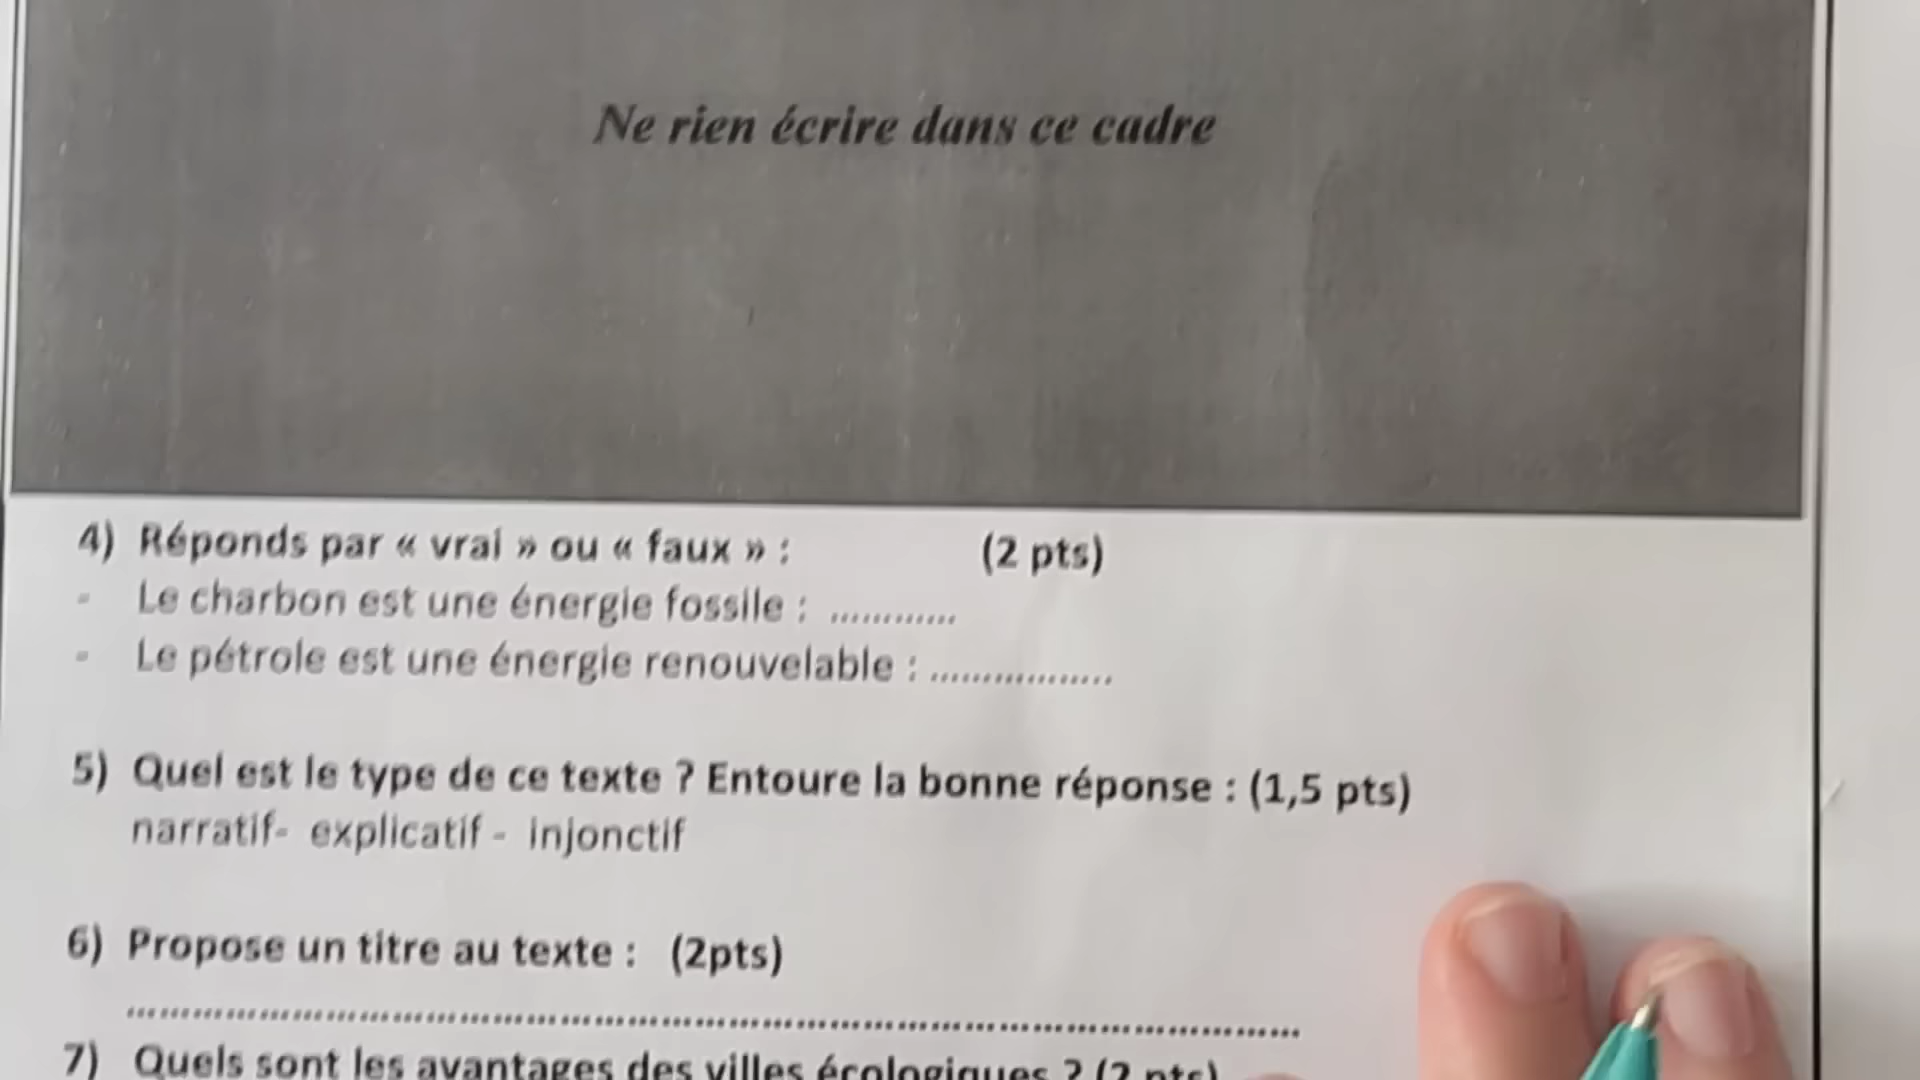 Ne rien écrire dans ce cadre
4) Réponds par « vrai » ou « faux » : (2 pts)
- Le charbon est une énergie fossile : ............
- Le pétrole est une énergie renouvelable : .................
5) Quel est le type de ce texte ? Entoure la bonne réponse : (1,5 pts)
narratif- explicatif - injonctif
6) Propose un titre au texte : (2pts)
..........................................................................................
7) Quels sont les avantages des villes écologiques ? (2 pts)